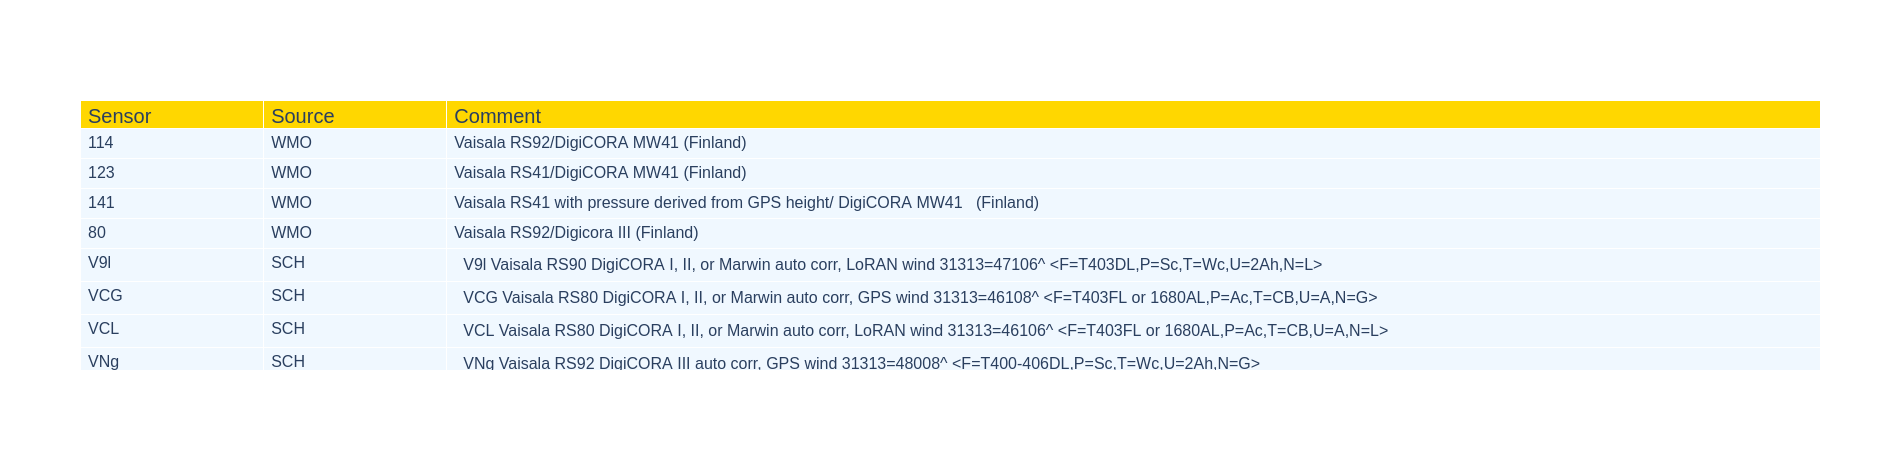 Sensor Source Comment
114 WMO Vaisala RS92/DigiCORA MW41 (Finland)
123 WMO Vaisala RS41/DigiCORA MW41 (Finland)
141 WMO Vaisala RS41 with pressure derived from GPS height/ DigiCORA MW41 (Finland)
80 WMO Vaisala RS92/Digicora III (Finland)
V9l SCH V9l Vaisala RS90 DigiCORA I, II, or Marwin auto corr, LoRAN wind 31313=47106^ <F=T403DL,P=Sc,T=Wc,U=2Ah,N=L>
VCG SCH VCG Vaisala RS80 DigiCORA I, II, or Marwin auto corr, GPS wind 31313=46108^ <F=T403FL or 1680AL,P=Ac,T=CB,U=A,N=G>
VCL SCH VCL Vaisala RS80 DigiCORA I, II, or Marwin auto corr, LoRAN wind 31313=46106^ <F=T403FL or 1680AL,P=Ac,T=CB,U=A,N=L>
VNg SCH VNg Vaisala RS92 DigiCORA III auto corr, GPS wind 31313=48008^ <F=T400-406DL,P=Sc,T=Wc,U=2Ah,N=G>